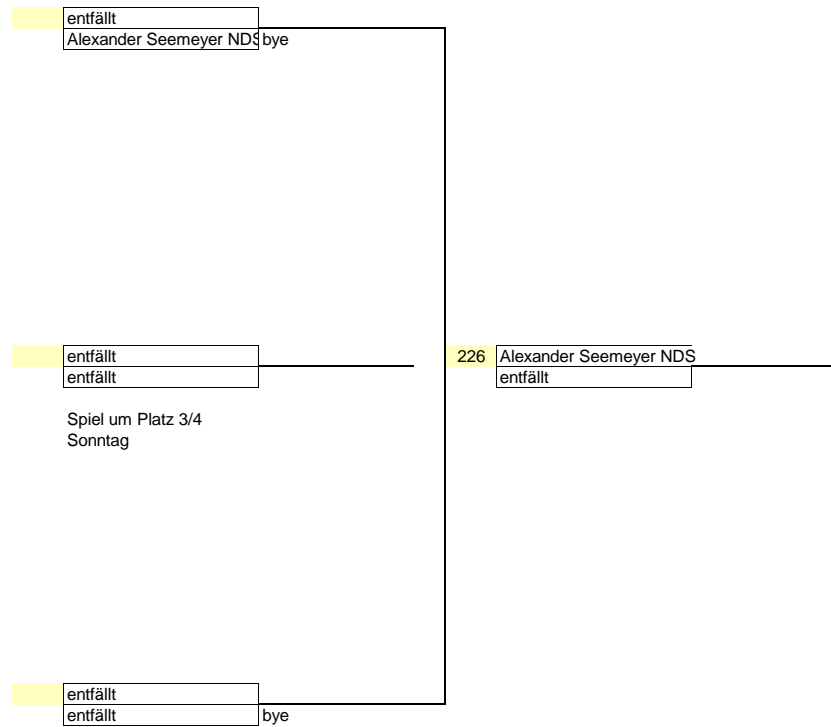 entfällt
Alexander Seemeyer NDS bye
entfällt
entfällt
226 Alexander Seemeyer NDS
entfällt
Spiel um Platz 3/4
Sonntag
entfällt
entfällt bye